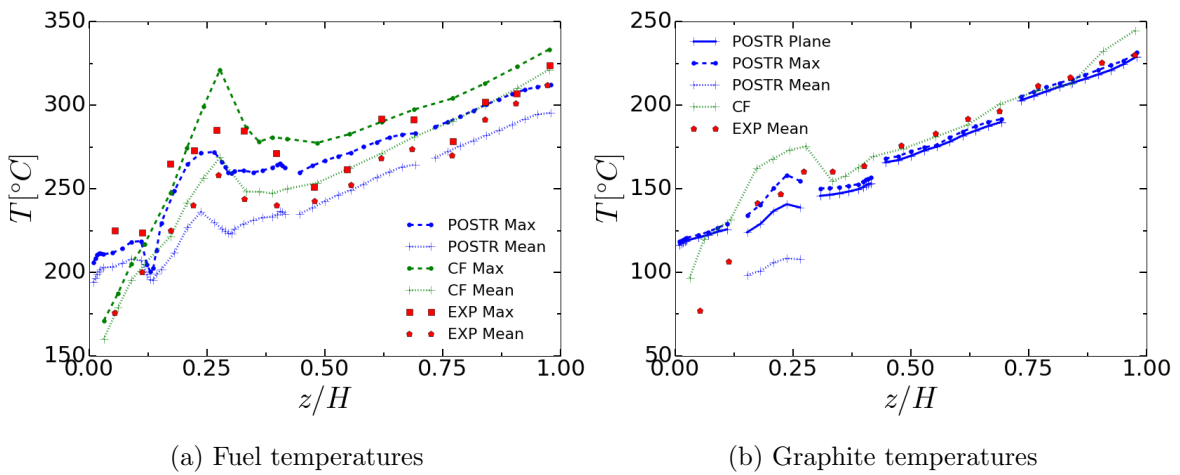 350
300
250
200
150
T[°C]
0.00
0.25
0.50
0.75
1.00
z/H
POSTR Max
POSTR Mean
CF Max
CF Mean
EXP Max
EXP Mean
(a) Fuel temperatures
250
200
150
100
50
T[°C]
0.00
0.25
0.50
0.75
1.00
z/H
POSTR Plane
POSTR Max
POSTR Mean
CF
EXP Mean
(b) Graphite temperatures